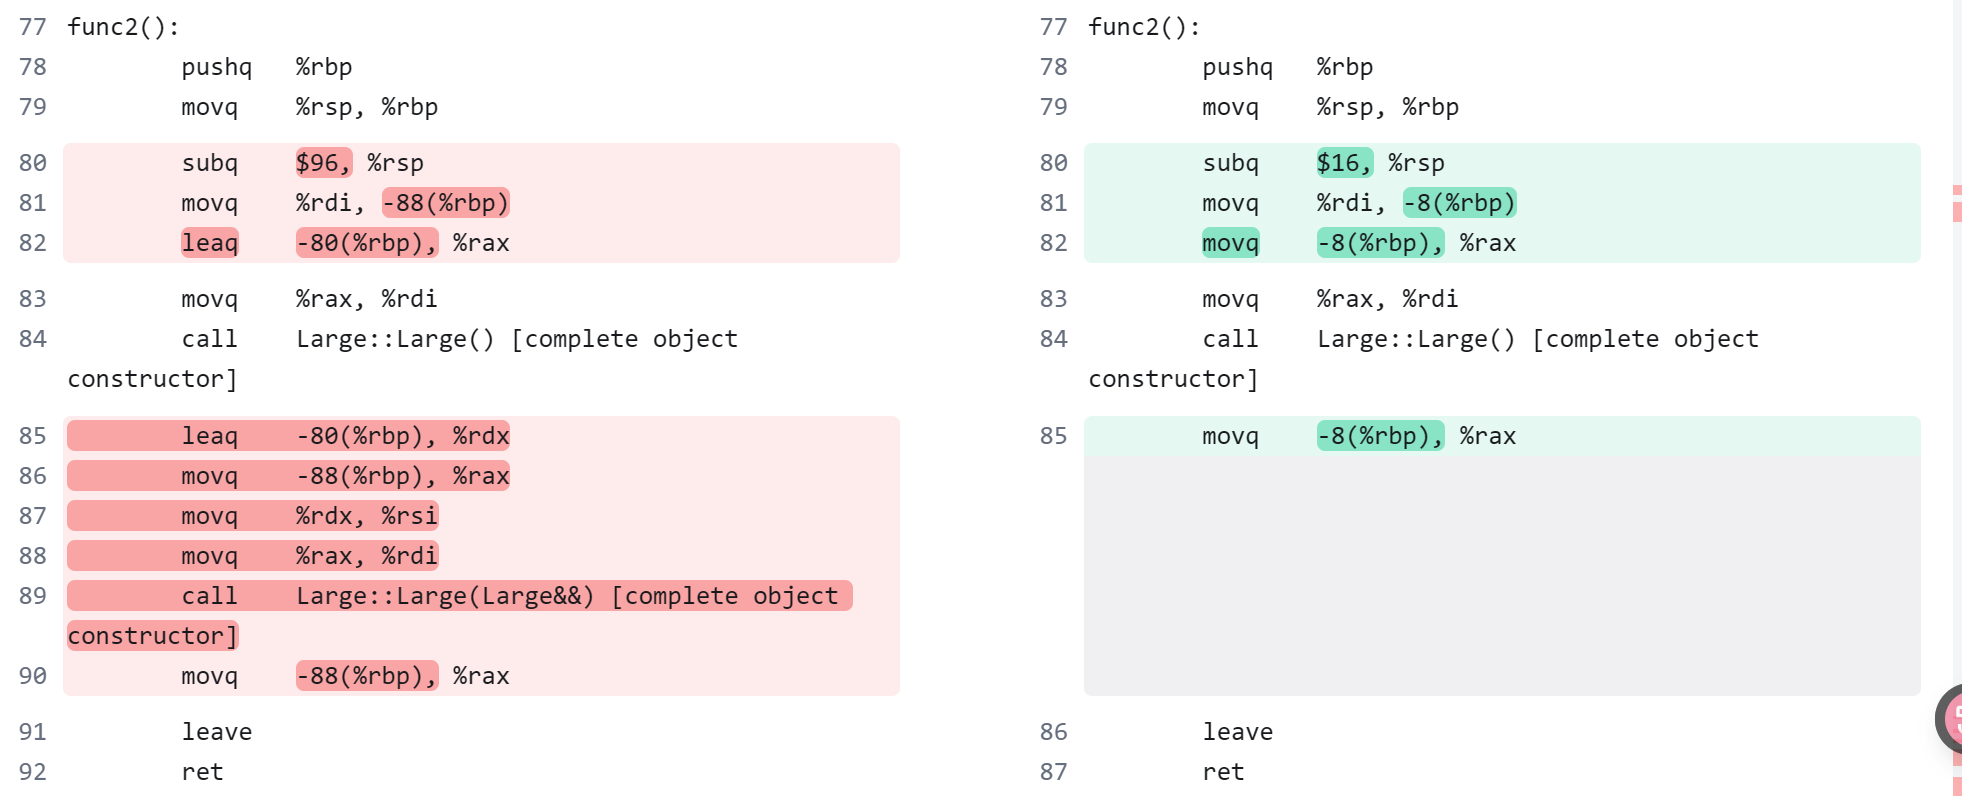 77 func2():
78         pushq   %rbp
79         movq    %rsp, %rbp
80         subq    $96, %rsp
81         movq    %rdi, -88(%rbp)
82         leaq    -80(%rbp), %rax
83         movq    %rax, %rdi
84         call    Large::Large() [complete object
constructor]
85         leaq    -80(%rbp), %rdx
86         movq    -88(%rbp), %rax
87         movq    %rdx, %rsi
88         movq    %rax, %rdi
89         call    Large::Large(Large&&) [complete object
constructor]
90         movq    -88(%rbp), %rax
91         leave
92         ret
77 func2():
78         pushq   %rbp
79         movq    %rsp, %rbp
80         subq    $16, %rsp
81         movq    %rdi, -8(%rbp)
82         movq    -8(%rbp), %rax
83         movq    %rax, %rdi
84         call    Large::Large() [complete object
constructor]
85         movq    -8(%rbp), %rax
86         leave
87         ret